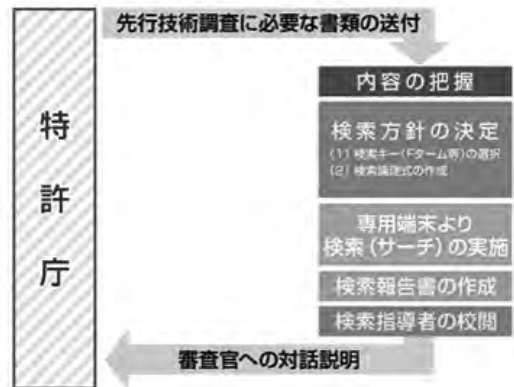 先行技術調査に必要な書類の送付
特許庁
内容の把握
検索方針の決定
(1) 検索キー(Fターム等)の選択
(2) 検索論理式の作成
専用端末より
検索(サーチ)の実施
検索報告書の作成
検索指導者の校閲
審査官への対話説明